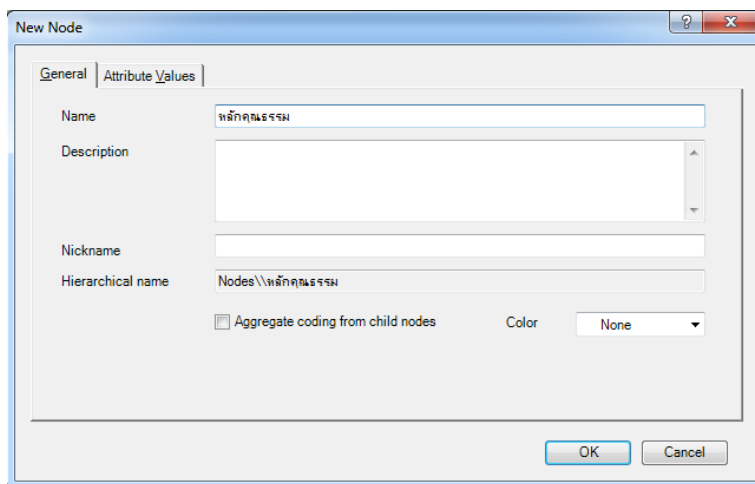 New Node
General Attribute Values
Name หลักคุณธรรม
Description
Nickname
Hierarchical name Nodes\\หลักคุณธรรม
Aggregate coding from child nodes Color None
OK Cancel